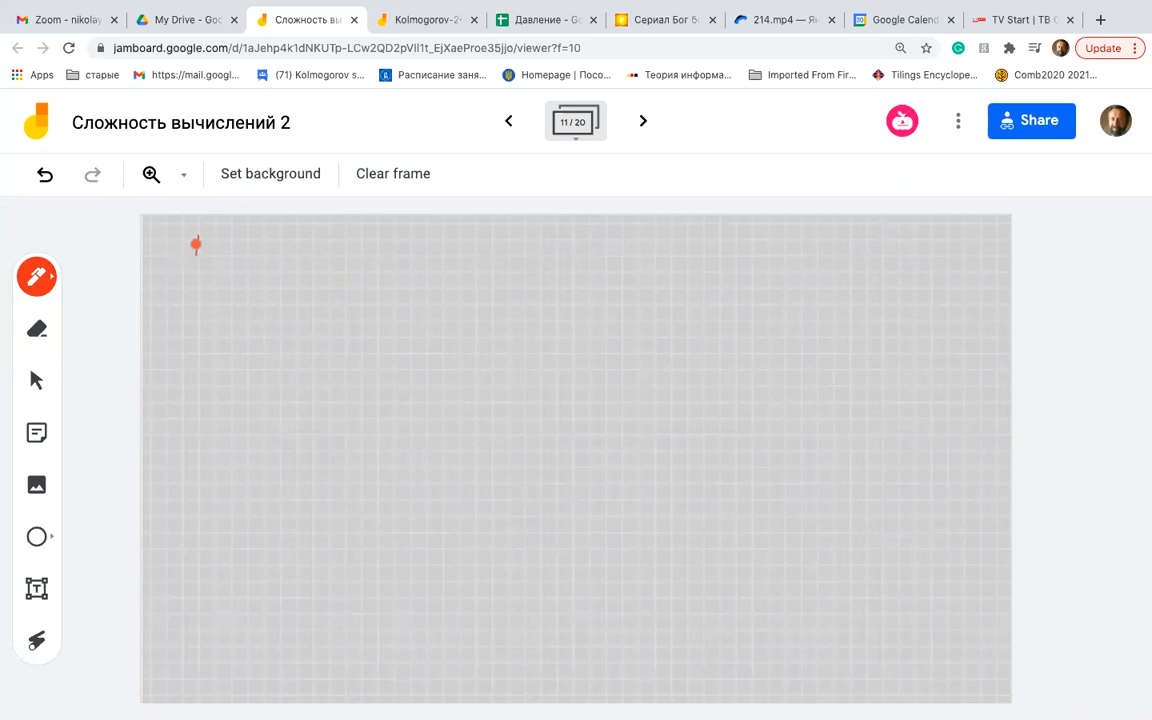 Zoom - nikolay
My Drive - Goo
Сложность вы
Kolmogorov-2
Давление - Go
Сериал Бог бе
214.mp4 — Ян
Google Calend
TV Start | ТВ С
jamboard.google.com/d/1aJehp4k1dNKUTp-LCw2QD2pVIl1t_EjXaeProe35jjo/viewer?f=10
Update
Apps
старые
https://mail.googl...
(71) Kolmogorov s...
Расписание заня...
Homepage | Посо...
Теория информа...
Imported From Fir...
Tilings Encyclope...
Comb2020 2021...
Сложность вычислений 2
11 / 20
Share
Set background
Clear frame